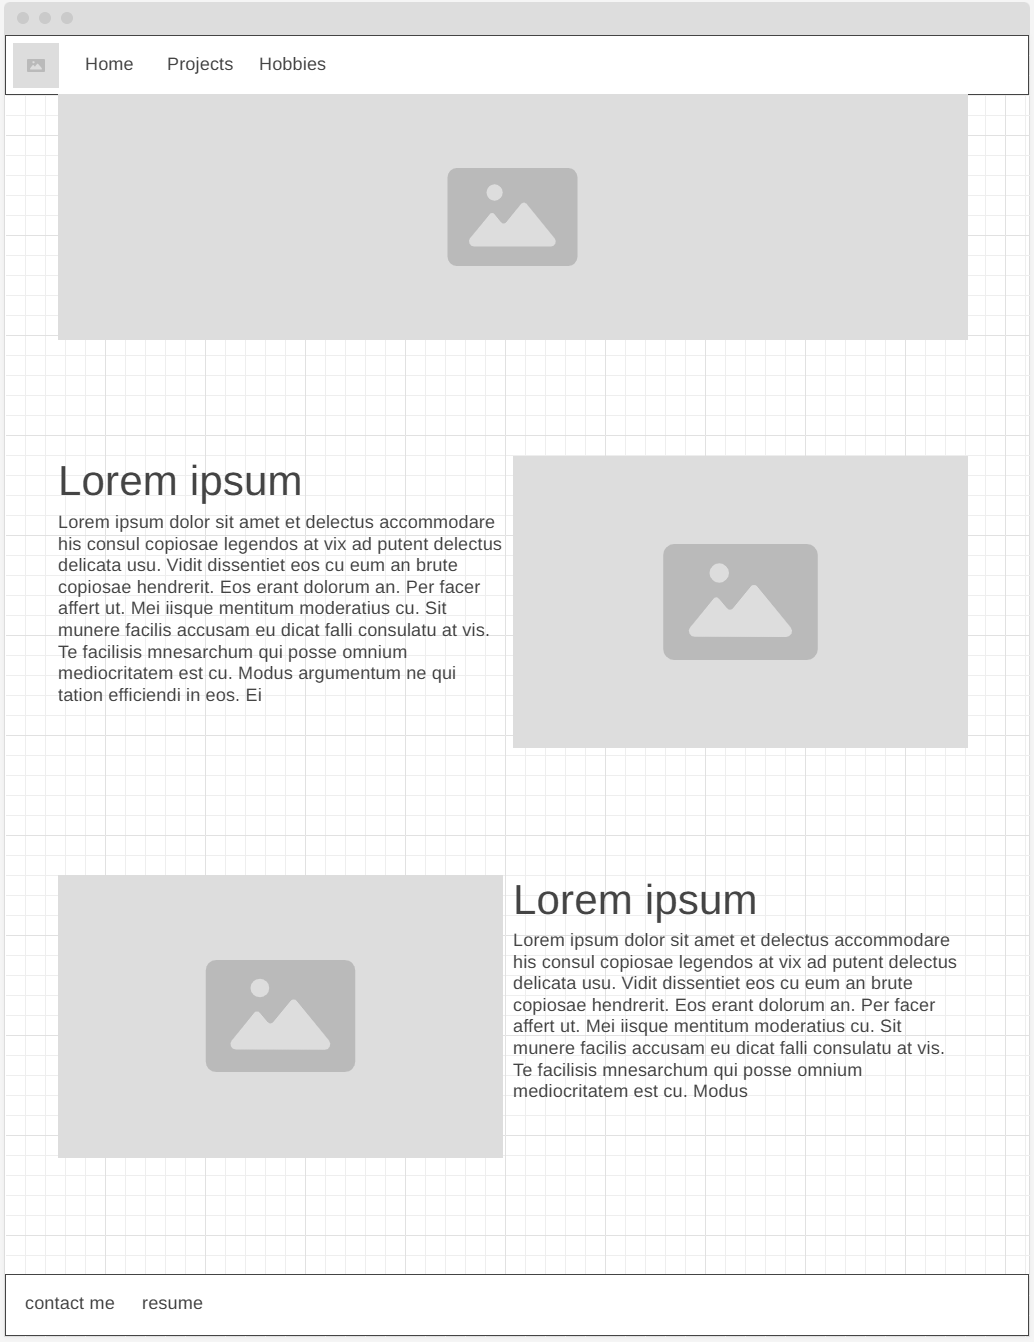 Home Projects Hobbies
Lorem ipsum
Lorem ipsum dolor sit amet et delectus accommodare
his consul copiosae legendos at vix ad putent delectus
delicata usu. Vidit dissentiet eos cu eum an brute
copiosae hendrerit. Eos erant dolorum an. Per facer
affert ut. Mei iisque mentitum moderatius cu. Sit
munere facilis accusam eu dicat falli consulatu at vis.
Te facilisis mnesarchum qui posse omnium
mediocritatem est cu. Modus argumentum ne qui
tation efficiendi in eos. Ei
Lorem ipsum
Lorem ipsum dolor sit amet et delectus accommodare
his consul copiosae legendos at vix ad putent delectus
delicata usu. Vidit dissentiet eos cu eum an brute
copiosae hendrerit. Eos erant dolorum an. Per facer
affert ut. Mei iisque mentitum moderatius cu. Sit
munere facilis accusam eu dicat falli consulatu at vis.
Te facilisis mnesarchum qui posse omnium
mediocritatem est cu. Modus
contact me resume